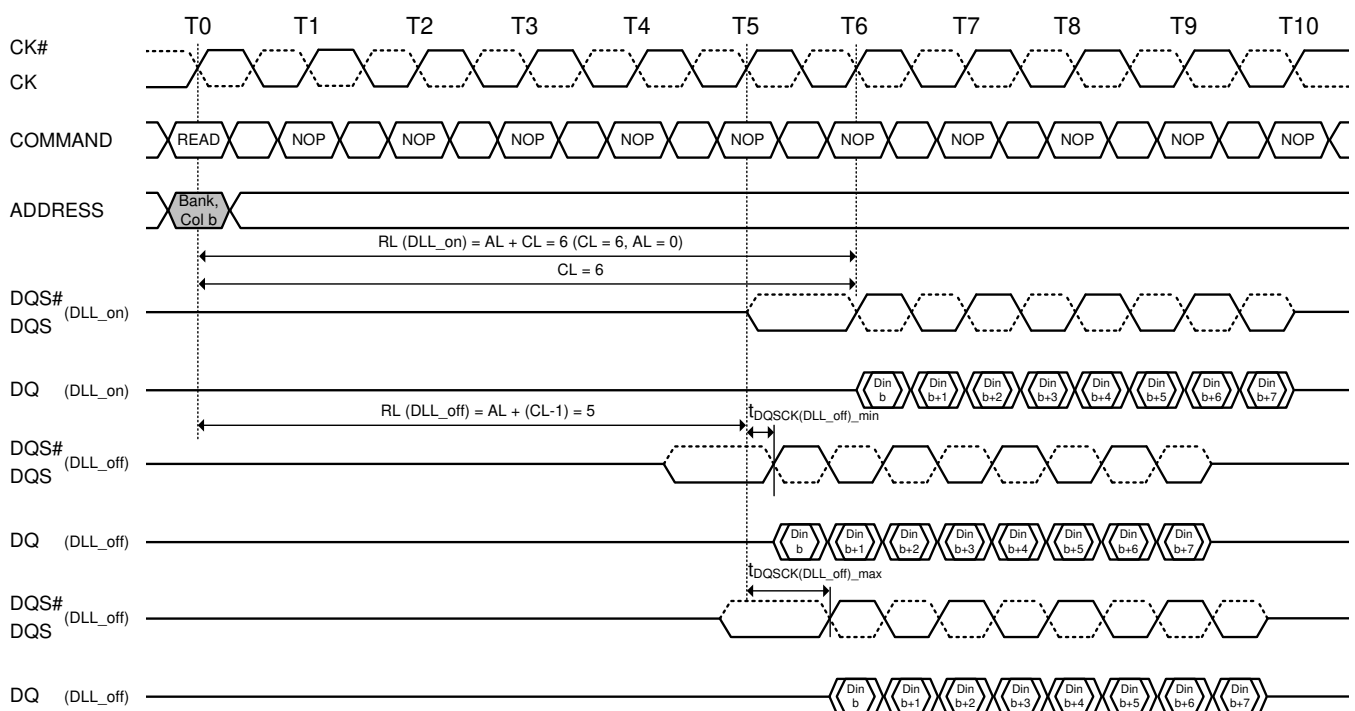 T0 T1 T2 T3 T4 T5 T6 T7 T8 T9 T10
CK#
CK
COMMAND READ NOP NOP NOP NOP NOP NOP NOP NOP NOP NOP
ADDRESS Bank,
Col b
RL (DLL_on) = AL + CL = 6 (CL = 6, AL = 0)
CL = 6
DQS# (DLL_on)
DQS
DQ (DLL_on) Din Din Din Din Din Din Din Din
b b+1 b+2 b+3 b+4 b+5 b+6 b+7
RL (DLL_off) = AL + (CL-1) = 5 tDQSCK(DLL_off)_min
DQS# (DLL_off)
DQS
DQ (DLL_off) Din Din Din Din Din Din Din Din
b b+1 b+2 b+3 b+4 b+5 b+6 b+7
tDQSCK(DLL_off)_max
DQS# (DLL_off)
DQS
DQ (DLL_off) Din Din Din Din Din Din Din Din
b b+1 b+2 b+3 b+4 b+5 b+6 b+7